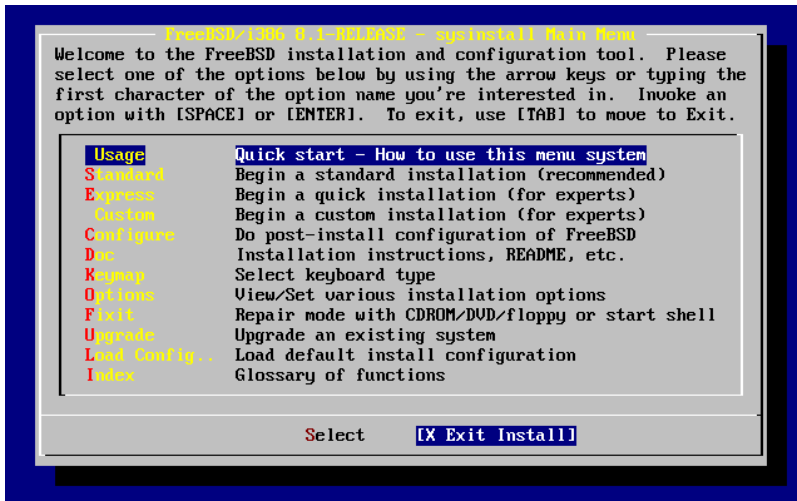 FreeBSD/i386 8.1-RELEASE - sysinstall Main Menu
Welcome to the FreeBSD installation and configuration tool.  Please
select one of the options below by using the arrow keys or typing the
first character of the option name you're interested in.  Invoke an
option with [SPACE] or [ENTER].  To exit, use [TAB] to move to Exit.
Usage Quick start - How to use this menu system
Standard Begin a standard installation (recommended)
Express Begin a quick installation (for experts)
Custom Begin a custom installation (for experts)
Configure Do post-install configuration of FreeBSD
Doc Installation instructions, README, etc.
Keymap Select keyboard type
Options View/Set various installation options
Fixit Repair mode with CDROM/DVD/floppy or start shell
Upgrade Upgrade an existing system
Load Config.. Load default install configuration
Index Glossary of functions
Select [X Exit Install]